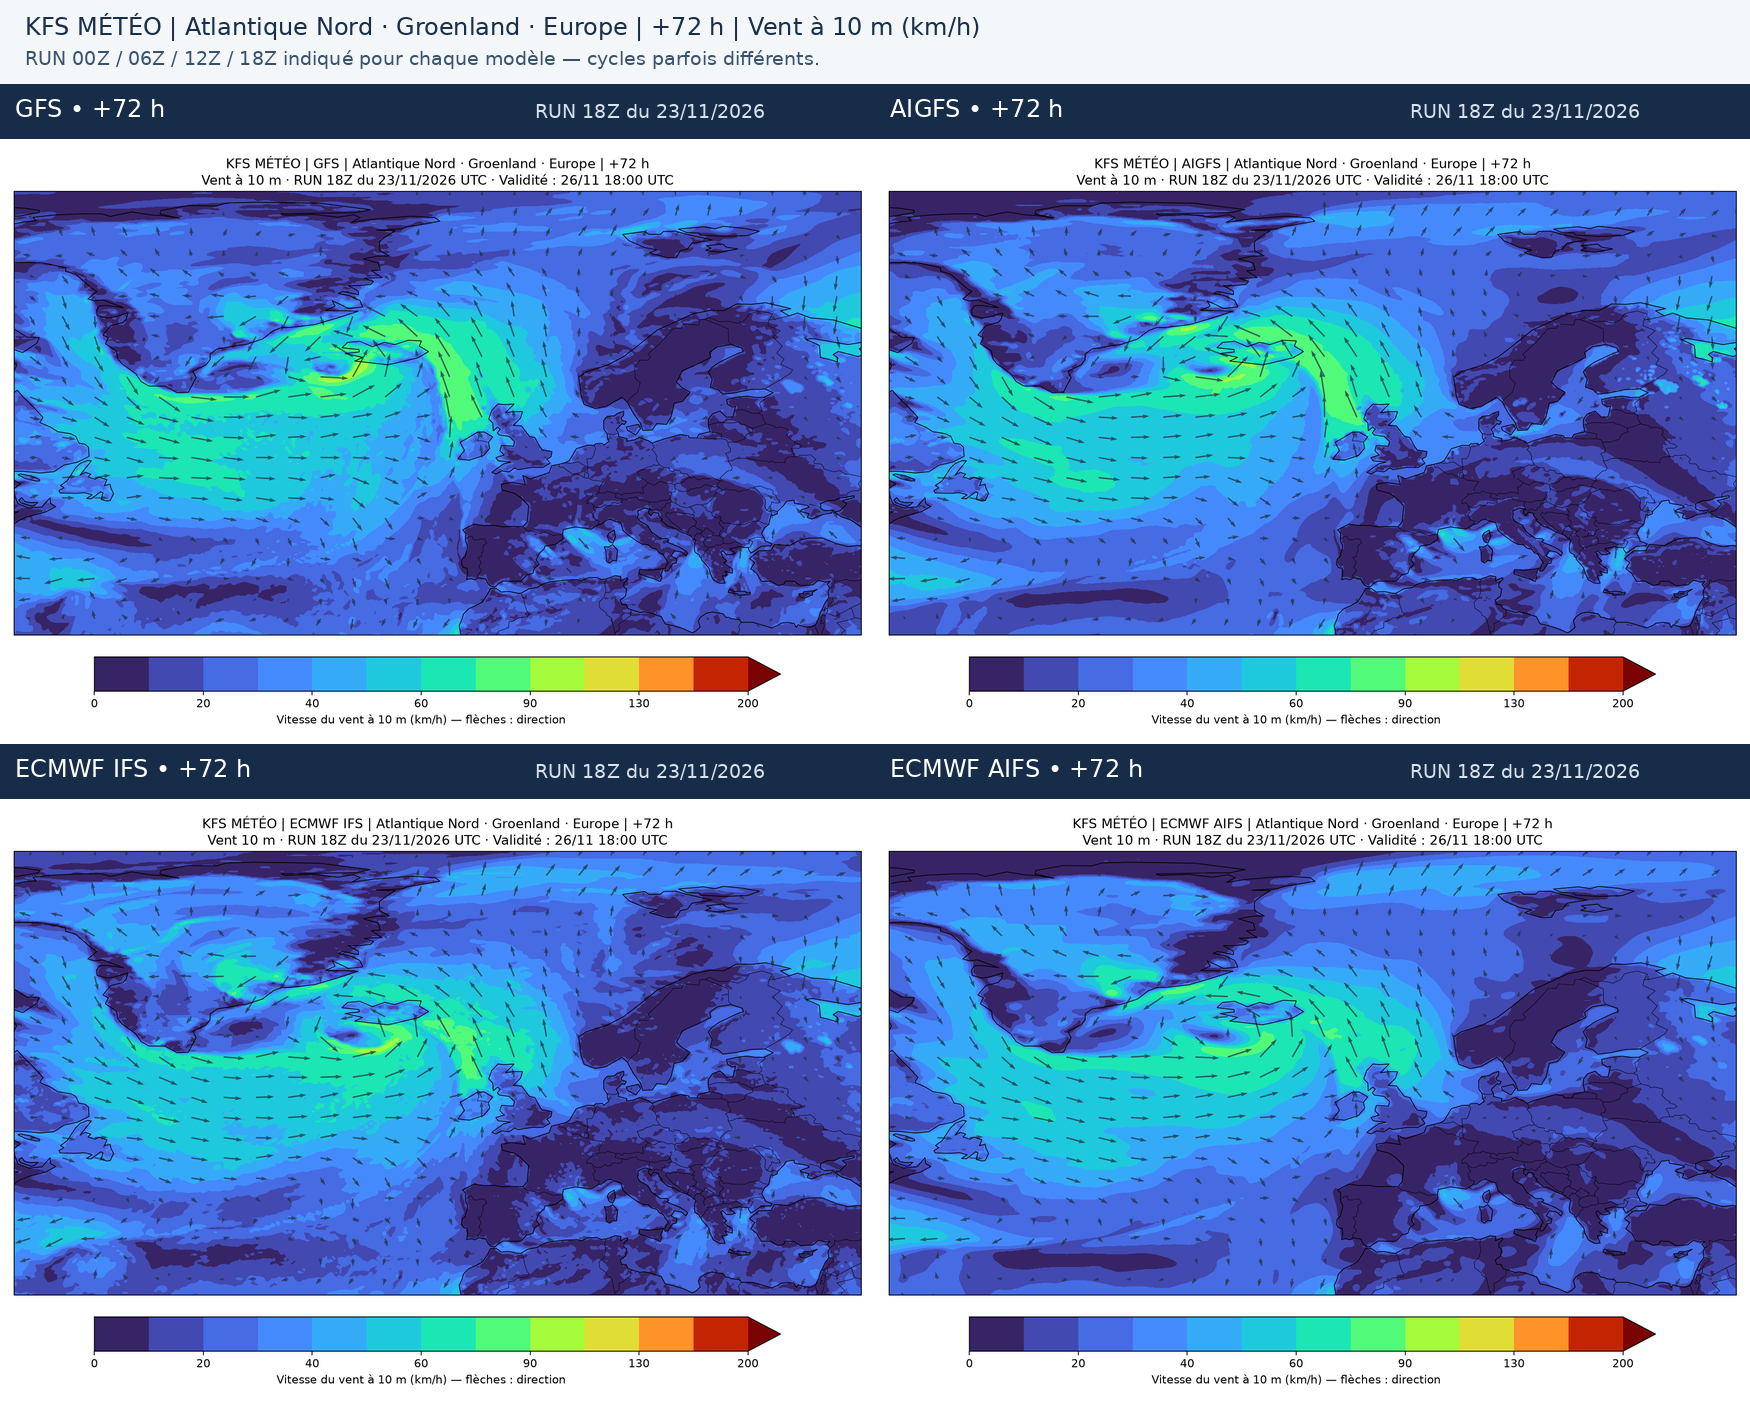 KFS MÉTÉO | Atlantique Nord · Groenland · Europe | +72 h | Vent à 10 m (km/h)
RUN 00Z / 06Z / 12Z / 18Z indiqué pour chaque modèle — cycles parfois différents.
GFS • +72 h
RUN 18Z du 23/11/2026
KFS MÉTÉO | GFS | Atlantique Nord · Groenland · Europe | +72 h
Vent à 10 m · RUN 18Z du 23/11/2026 UTC · Validité : 26/11 18:00 UTC
0 20 40 60 90 130 200
Vitesse du vent à 10 m (km/h) — flèches : direction
AIGFS • +72 h
RUN 18Z du 23/11/2026
KFS MÉTÉO | AIGFS | Atlantique Nord · Groenland · Europe | +72 h
Vent à 10 m · RUN 18Z du 23/11/2026 UTC · Validité : 26/11 18:00 UTC
0 20 40 60 90 130 200
Vitesse du vent à 10 m (km/h) — flèches : direction
ECMWF IFS • +72 h
RUN 18Z du 23/11/2026
KFS MÉTÉO | ECMWF IFS | Atlantique Nord · Groenland · Europe | +72 h
Vent 10 m · RUN 18Z du 23/11/2026 UTC · Validité : 26/11 18:00 UTC
0 20 40 60 90 130 200
Vitesse du vent à 10 m (km/h) — flèches : direction
ECMWF AIFS • +72 h
RUN 18Z du 23/11/2026
KFS MÉTÉO | ECMWF AIFS | Atlantique Nord · Groenland · Europe | +72 h
Vent 10 m · RUN 18Z du 23/11/2026 UTC · Validité : 26/11 18:00 UTC
0 20 40 60 90 130 200
Vitesse du vent à 10 m (km/h) — flèches : direction